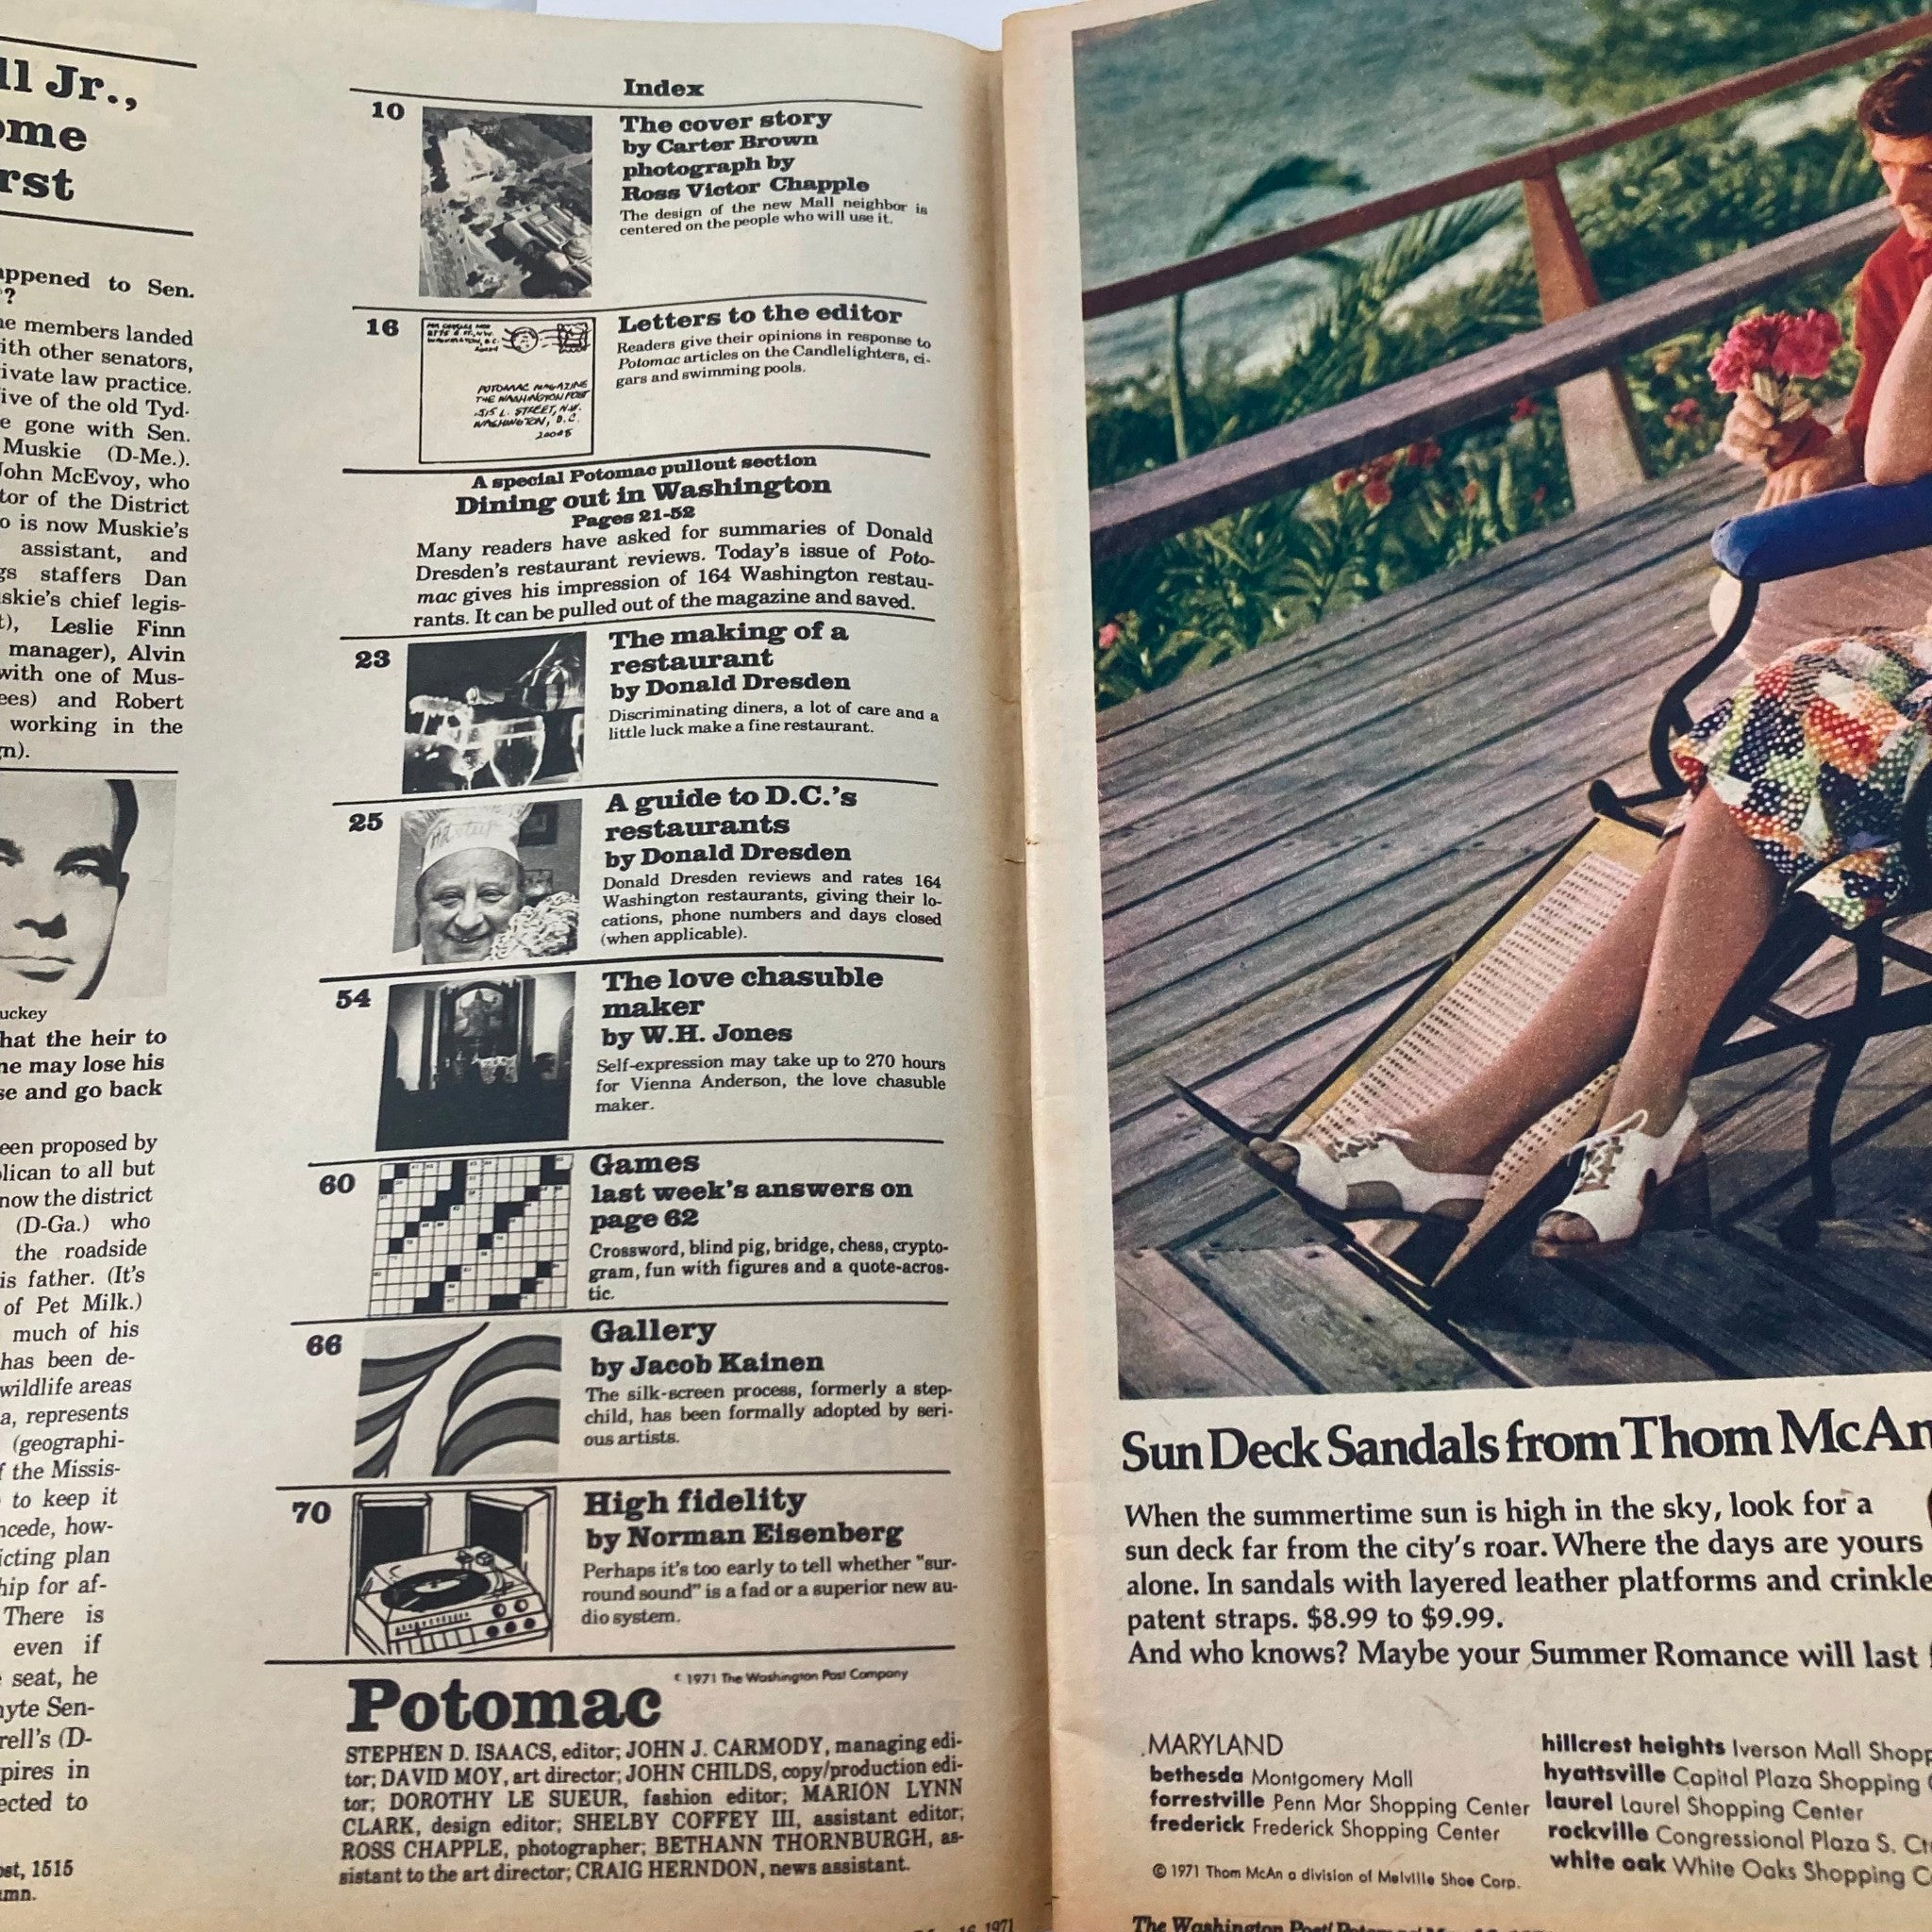 ll Jr.,
ome
rst
appened to Sen.
?
ne members landed
ith other senators,
ivate law practice.
ive of the old Tyd-
e gone with Sen.
Muskie (D-Me.).
John McEvoy, who
tor of the District
o is now Muskie's
assistant, and
gs staffers Dan
skie's chief legis-
t), Leslie Finn
manager), Alvin
with one of Mus-
ees) and Robert
working in the
gn).
uckey
hat the heir to
ne may lose his
se and go back
een proposed by
lican to all but
now the district
(D-Ga.) who
the roadside
is father. (It's
of Pet Milk.)
much of his
has been de-
wildlife areas
a, represents
(geographi-
f the Missis-
to keep it
ncede, how-
icting plan
hip for af-
There is
even if
seat, he
hyte Sen-
rell's (D-
pires in
ected to
ost, 1515
umn.
Index
10
The cover story
by Carter Brown
photograph by
Ross Victor Chapple
The design of the new Mall neighbor is
centered on the people who will use it.
16
POTOMAC MAGAZINE
THE WASHINGTON POST
1515 L. STREET, N.W.
WASHINGTON, D.C.
20005
Letters to the editor
Readers give their opinions in response to
Potomac articles on the Candlelighters, ci-
gars and swimming pools.
A special Potomac pullout section
Dining out in Washington
Pages 21-52
Many readers have asked for summaries of Donald
Dresden's restaurant reviews. Today's issue of Poto-
mac gives his impression of 164 Washington restau-
rants. It can be pulled out of the magazine and saved.
23
The making of a
restaurant
by Donald Dresden
Discriminating diners, a lot of care and a
little luck make a fine restaurant.
25
A guide to D.C.'s
restaurants
by Donald Dresden
Donald Dresden reviews and rates 164
Washington restaurants, giving their lo-
cations, phone numbers and days closed
(when applicable).
54
The love chasuble
maker
by W.H. Jones
Self-expression may take up to 270 hours
for Vienna Anderson, the love chasuble
maker.
60
Games
last week's answers on
page 62
Crossword, blind pig, bridge, chess, crypto-
gram, fun with figures and a quote-acros-
tic.
66
Gallery
by Jacob Kainen
The silk-screen process, formerly a step-
child, has been formally adopted by seri-
ous artists.
70
High fidelity
by Norman Eisenberg
Perhaps it's too early to tell whether "sur-
round sound" is a fad or a superior new au-
dio system.
© 1971 The Washington Post Company
Potomac
STEPHEN D. ISAACS, editor; JOHN J. CARMODY, managing edi-
tor; DAVID MOY, art director; JOHN CHILDS, copy/production edi-
tor; DOROTHY LE SUEUR, fashion editor; MARION LYNN
CLARK, design editor; SHELBY COFFEY III, assistant editor;
ROSS CHAPPLE, photographer; BETHANN THORNBURGH, as-
sistant to the art director; CRAIG HERNDON, news assistant.
16, 1971
Sun Deck Sandals from Thom McAn
When the summertime sun is high in the sky, look for a
sun deck far from the city's roar. Where the days are yours
alone. In sandals with layered leather platforms and crinkle
patent straps. $8.99 to $9.99.
And who knows? Maybe your Summer Romance will last
MARYLAND
bethesda Montgomery Mall
forrestville Penn Mar Shopping Center
frederick Frederick Shopping Center
hillcrest heights Iverson Mall Shopp
hyattsville Capital Plaza Shopping
laurel Laurel Shopping Center
rockville Congressional Plaza S. Ct
white oak White Oaks Shopping C
© 1971 Thom McAn a division of Melville Shoe Corp.
The Washington Post/